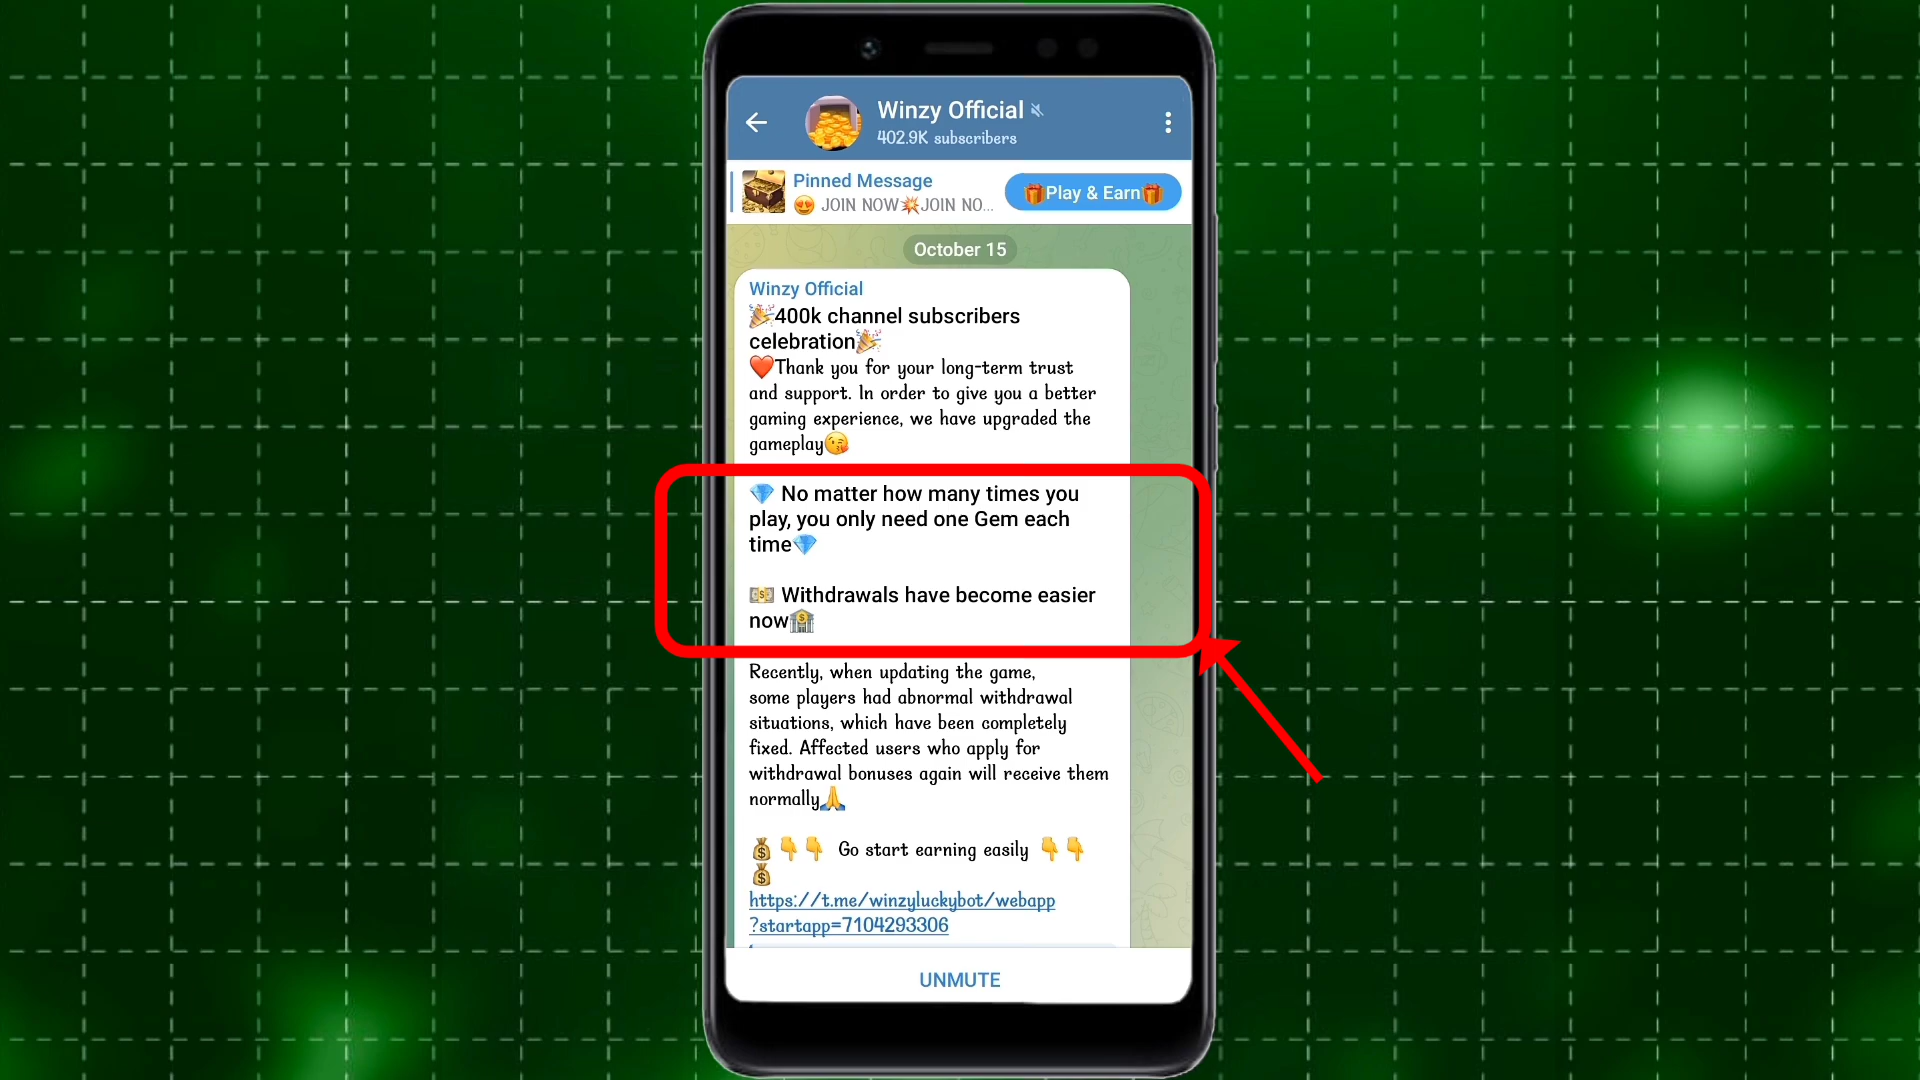 Winzy Official
402.9K subscribers
Pinned Message
😍 JOIN NOW💥JOIN NO...
🎁Play & Earn🎁
October 15
Winzy Official
🎉400k channel subscribers
celebration🎉
❤️Thank you for your long-term trust
and support. In order to give you a better
gaming experience, we have upgraded the
gameplay😘
💎 No matter how many times you
play, you only need one Gem each
time💎
💵 Withdrawals have become easier
now🏦
Recently, when updating the game,
some players had abnormal withdrawal
situations, which have been completely
fixed. Affected users who apply for
withdrawal bonuses again will receive them
normally🙏
💰👇👇 Go start earning easily 👇👇
💰
https://t.me/winzyluckybot/webapp
?startapp=7104293306
UNMUTE